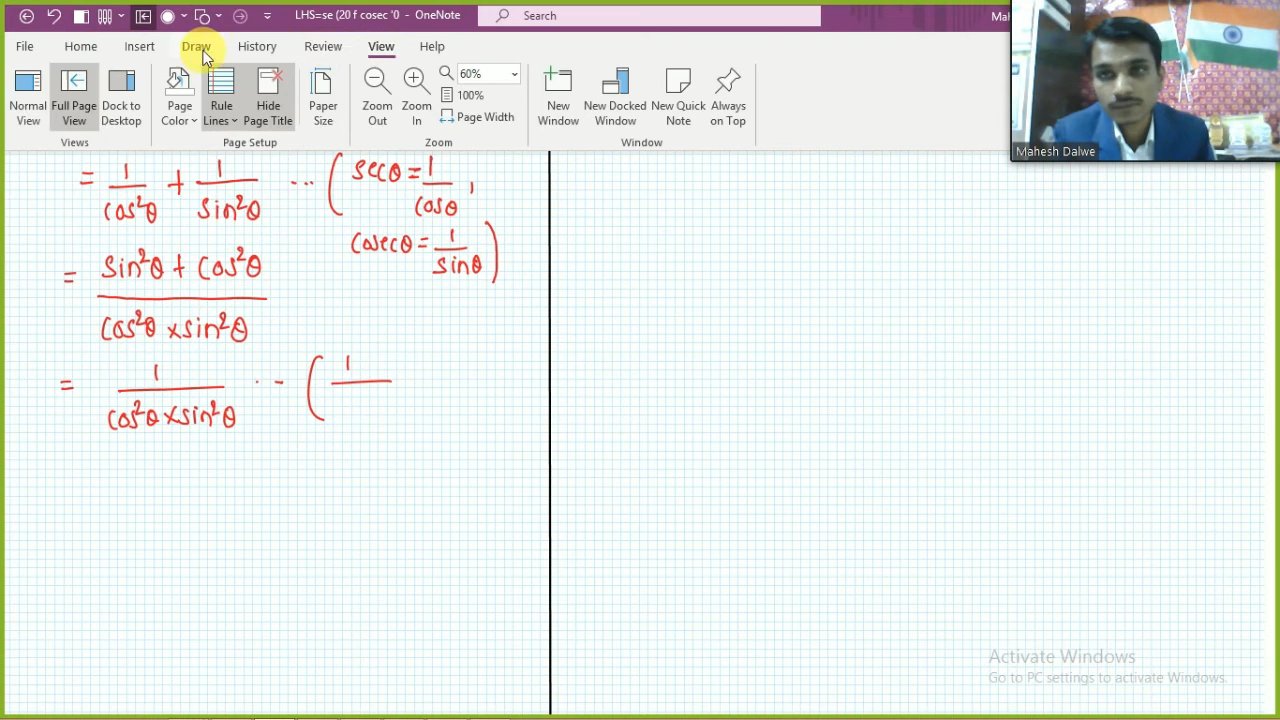 LHS=se (20 f cosec '0 - OneNote
Search
File Home Insert Draw History Review View Help
Normal View
Full Page View
Dock to Desktop
Page Color
Rule Lines
Hide Page Title
Paper Size
Zoom Out
Zoom In
60%
100%
Page Width
New Window
New Docked Window
New Quick Note
Always on Top
Views
Page Setup
Zoom
Window
Mahesh Dalwe
= 1/cos²θ + 1/sin²θ ... (secθ = 1/cosθ ,
cosecθ = 1/sinθ)
= sin²θ + cos²θ
cos²θ × sin²θ
= 1/cos²θ × sin²θ ... ( 1/
Activate Windows
Go to PC settings to activate Windows.